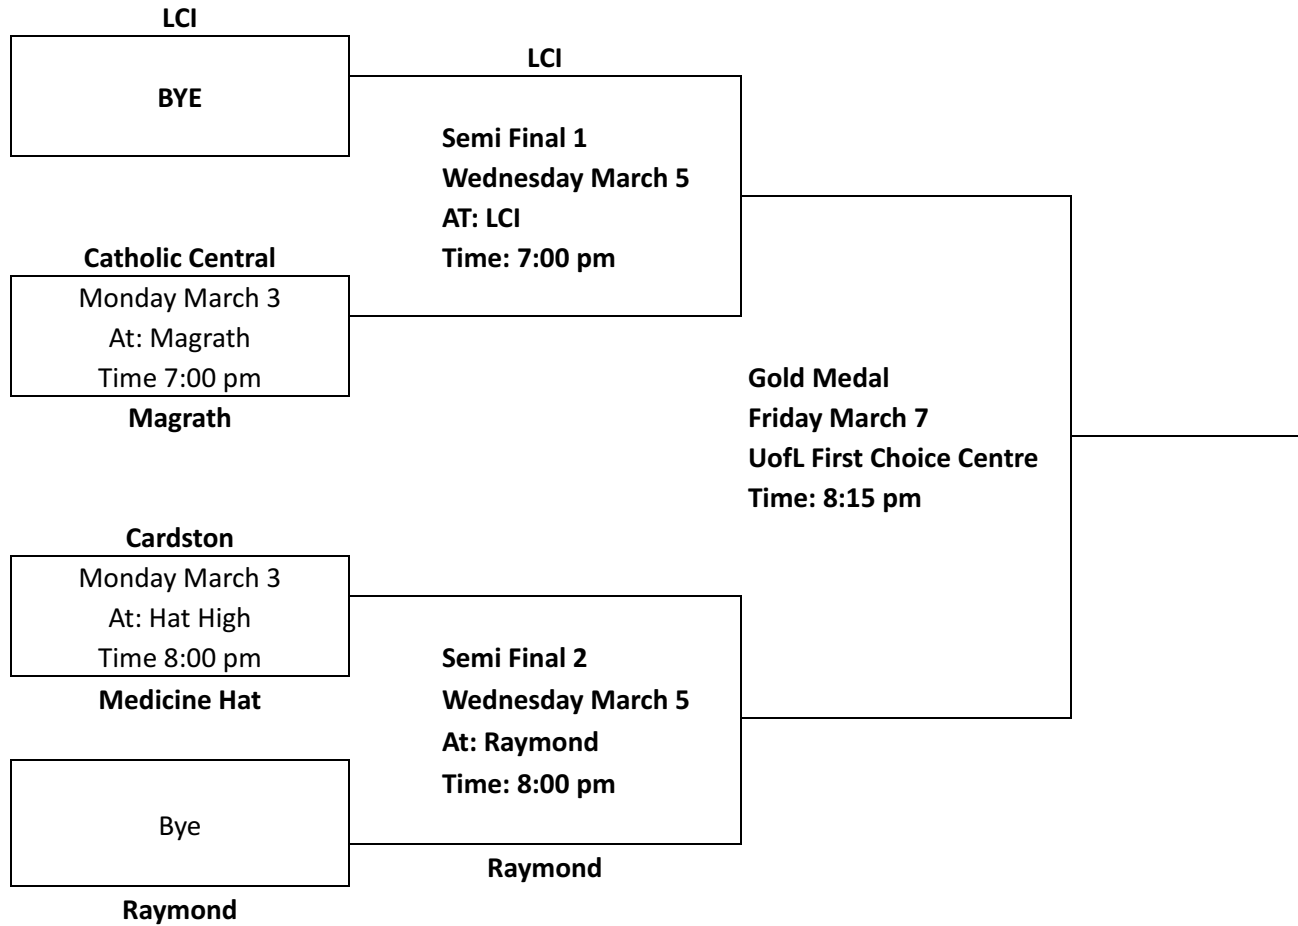 LCI
BYE
LCI
Semi Final 1
Wednesday March 5
AT: LCI
Time: 7:00 pm
Catholic Central
Monday March 3
At: Magrath
Time 7:00 pm
Magrath
Gold Medal
Friday March 7
UofL First Choice Centre
Time: 8:15 pm
Cardston
Monday March 3
At: Hat High
Time 8:00 pm
Medicine Hat
Semi Final 2
Wednesday March 5
At: Raymond
Time: 8:00 pm
Bye
Raymond
Raymond